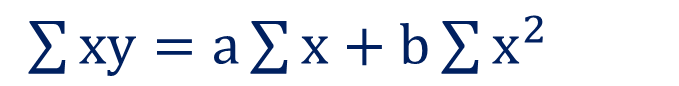 ∑ xy = a ∑ x + b ∑ x²